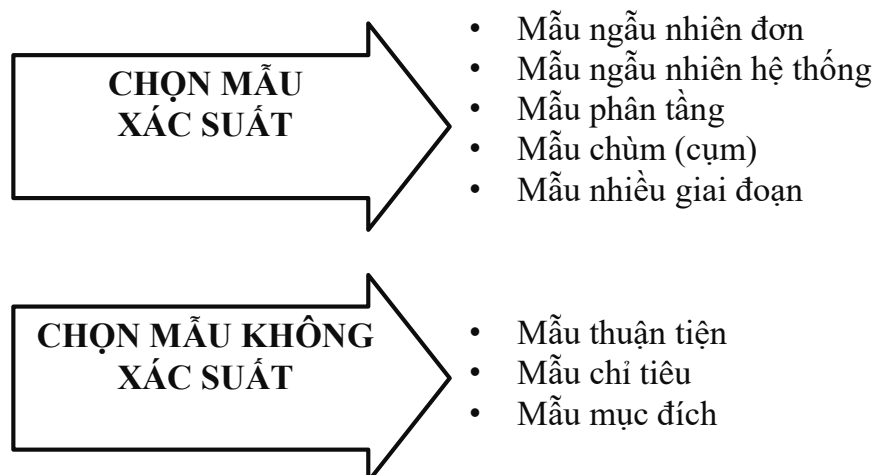 CHỌN MẪU
XÁC SUẤT
• Mẫu ngẫu nhiên đơn
• Mẫu ngẫu nhiên hệ thống
• Mẫu phân tầng
• Mẫu chùm (cụm)
• Mẫu nhiều giai đoạn
CHỌN MẪU KHÔNG
XÁC SUẤT
• Mẫu thuận tiện
• Mẫu chỉ tiêu
• Mẫu mục đích